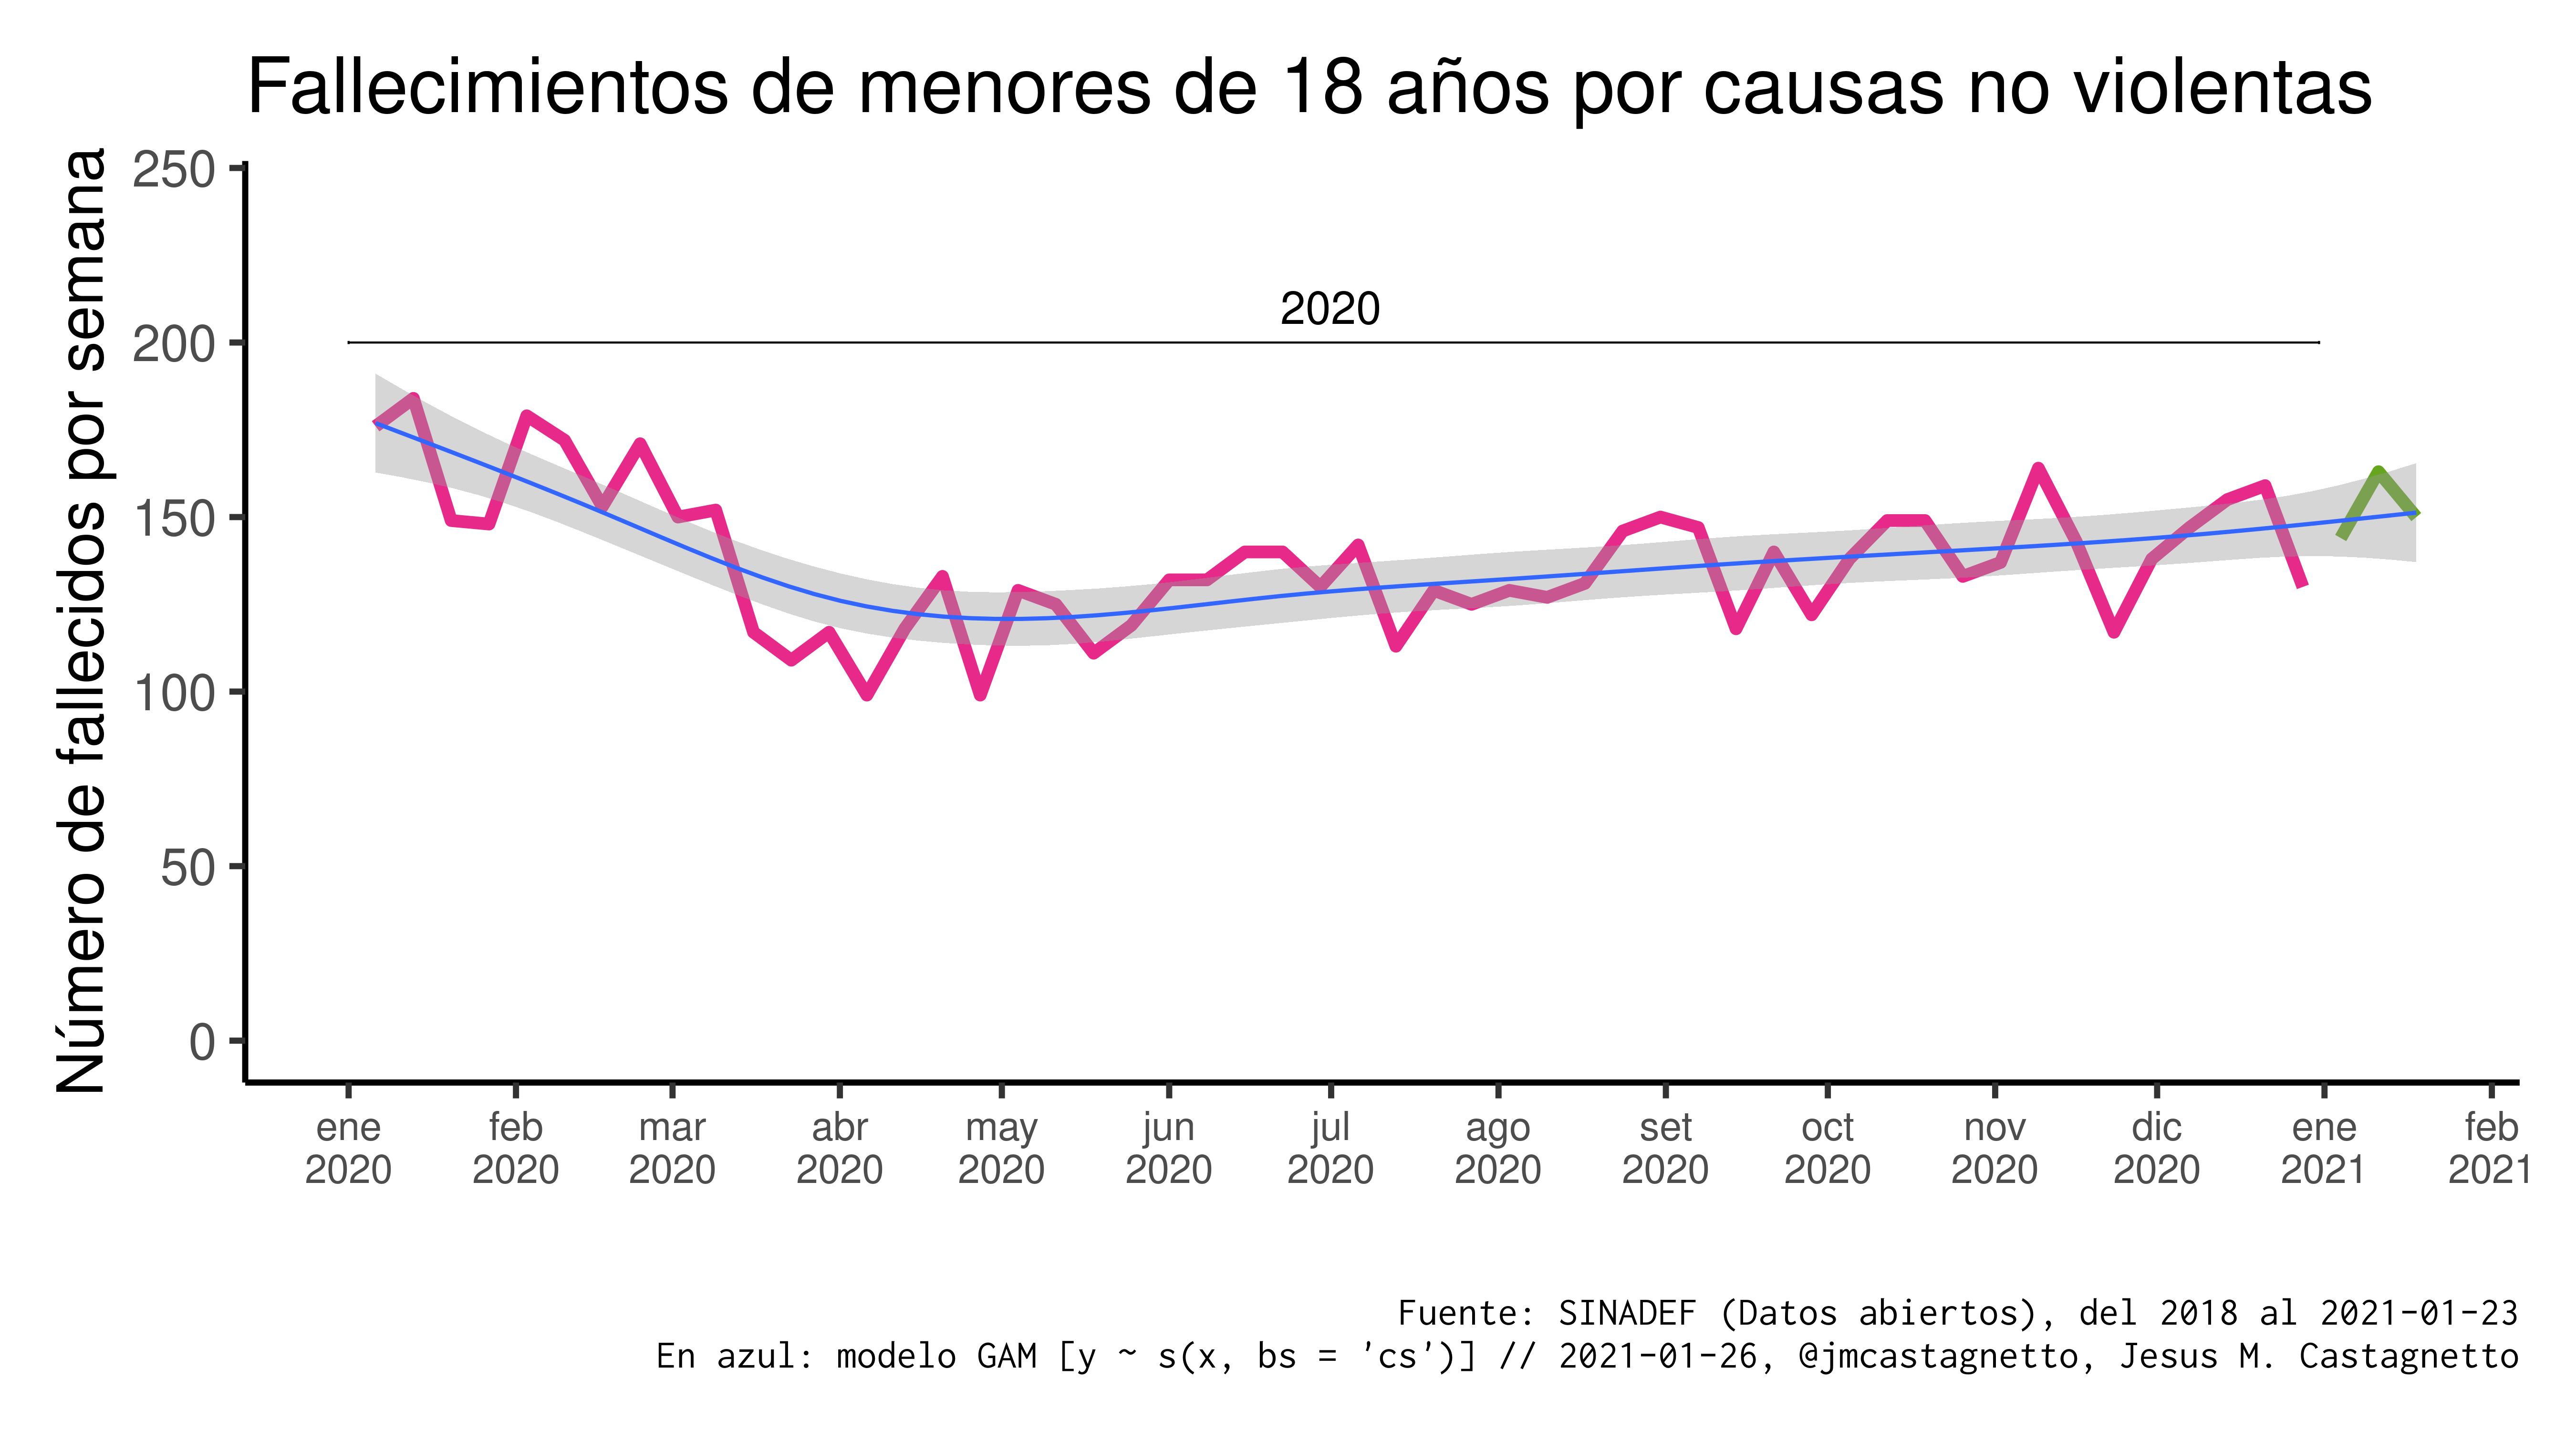 Fallecimientos de menores de 18 años por causas no violentas
Número de fallecidos por semana
250
200
150
100
50
0
2020
ene feb mar abr may jun jul ago set oct nov dic ene feb
2020 2020 2020 2020 2020 2020 2020 2020 2020 2020 2020 2020 2021 2021
Fuente: SINADEF (Datos abiertos), del 2018 al 2021-01-23
En azul: modelo GAM [y ~ s(x, bs = 'cs')] // 2021-01-26, @jmcastagnetto, Jesus M. Castagnetto